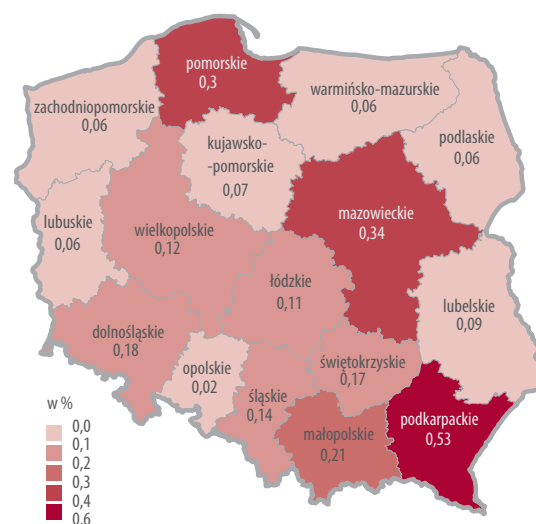 pomorskie
0,3
warmińsko-mazurskie
0,06
zachodniopomorskie
0,06
podlaskie
0,06
kujawsko-
-pomorskie
0,07
mazowieckie
0,34
lubuskie
0,06
wielkopolskie
0,12
łódzkie
0,11
lubelskie
0,09
dolnośląskie
0,18
opolskie
0,02
śląskie
0,14
świętokrzyskie
0,17
małopolskie
0,21
podkarpackie
0,53
w %
0,0
0,1
0,2
0,3
0,4
0,6